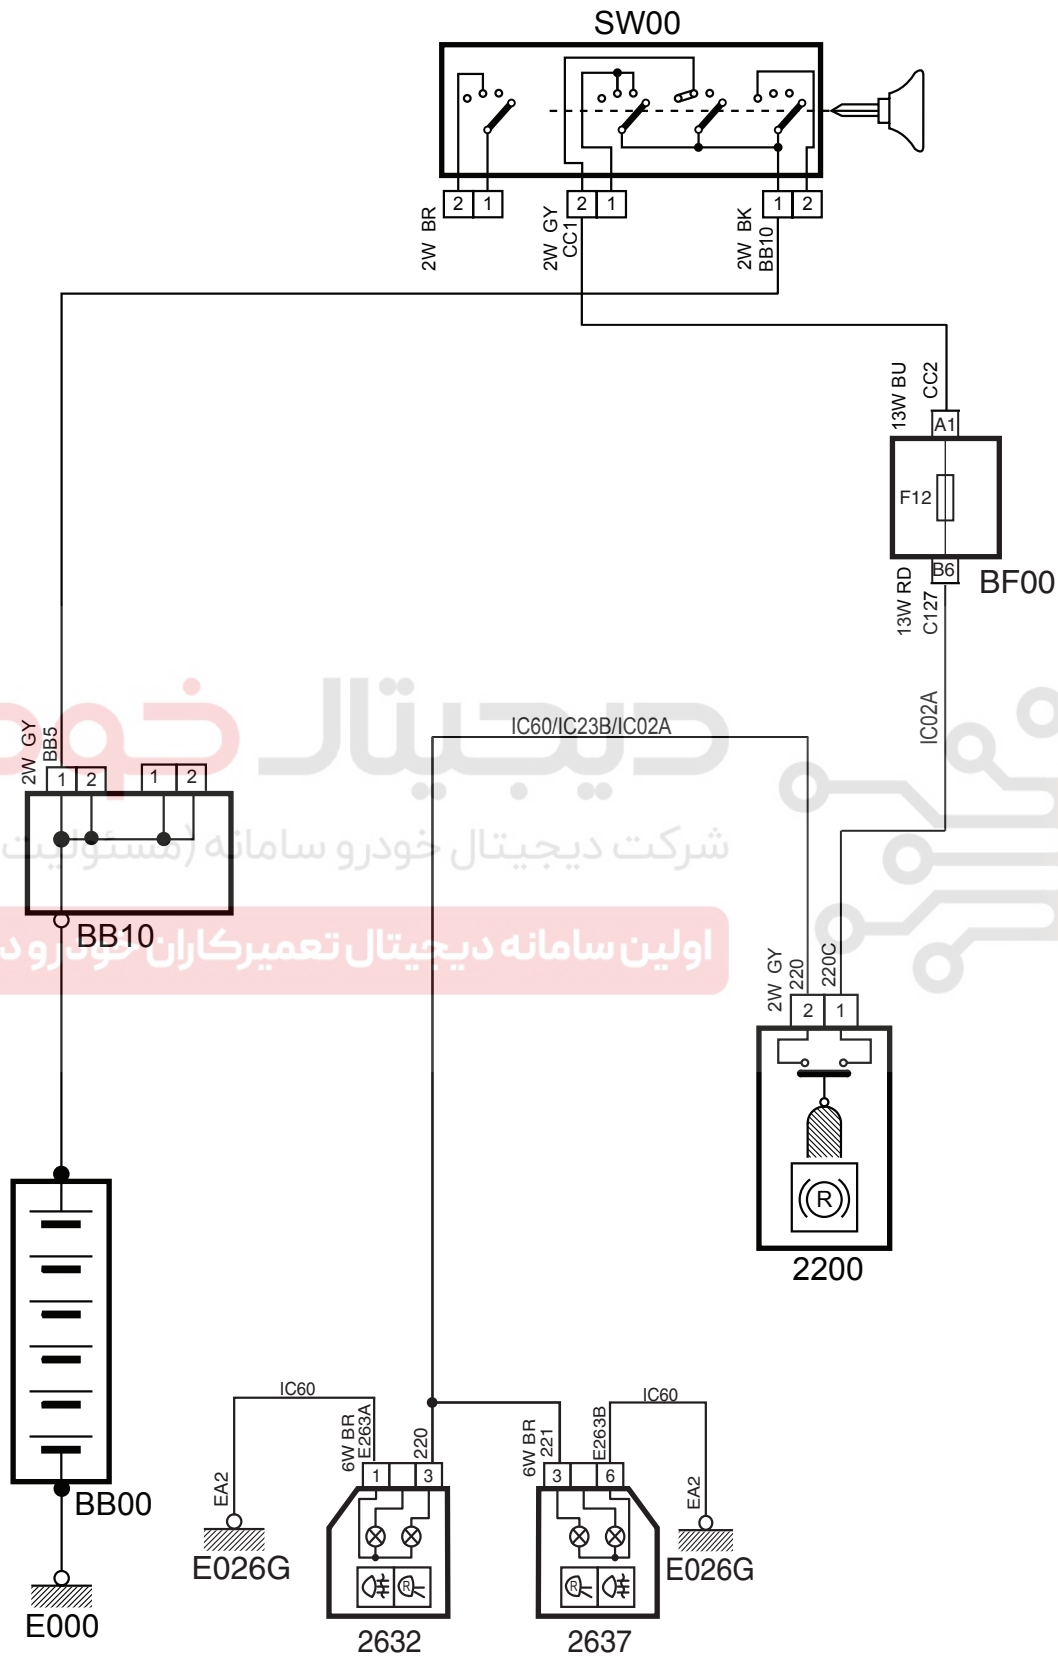 SW00
2 1
2 1
1 2
2W BR
2W GY
CC1
2W BK
BB10
13W BU
CC2
A1
F12
B6
BF00
13W RD
C127
IC02A
دیجیتال خودرو
IC60/IC23B/IC02A
2W GY
BB5
1 2
1 2
شرکت دیجیتال خودرو سامانه (مسئولیت
BB10
اولین سامانه دیجیتال تعمیرکاران خودرو د
2W GY
220
220C
2 1
R
2200
BB00
E000
IC60
IC60
6W BR
E263A
220
6W BR
221
E263B
EA2
EA2
1 3
3 6
E026G
E026G
R
R
2632
2637